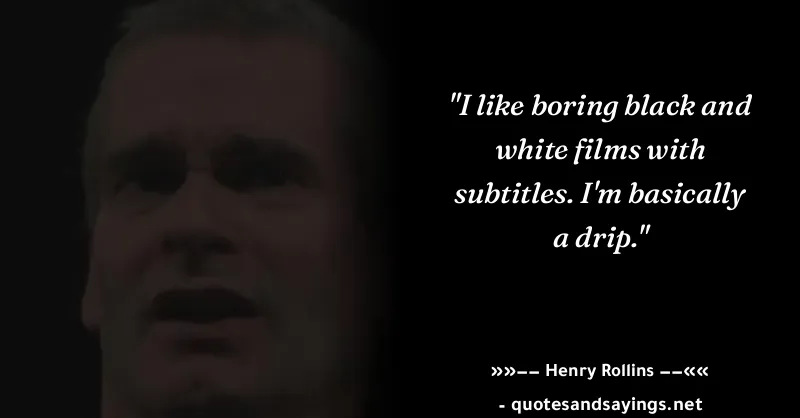 "I like boring black and
white films with
subtitles. I'm basically
a drip."
»»—— Henry Rollins ——««
- quotesandsayings.net